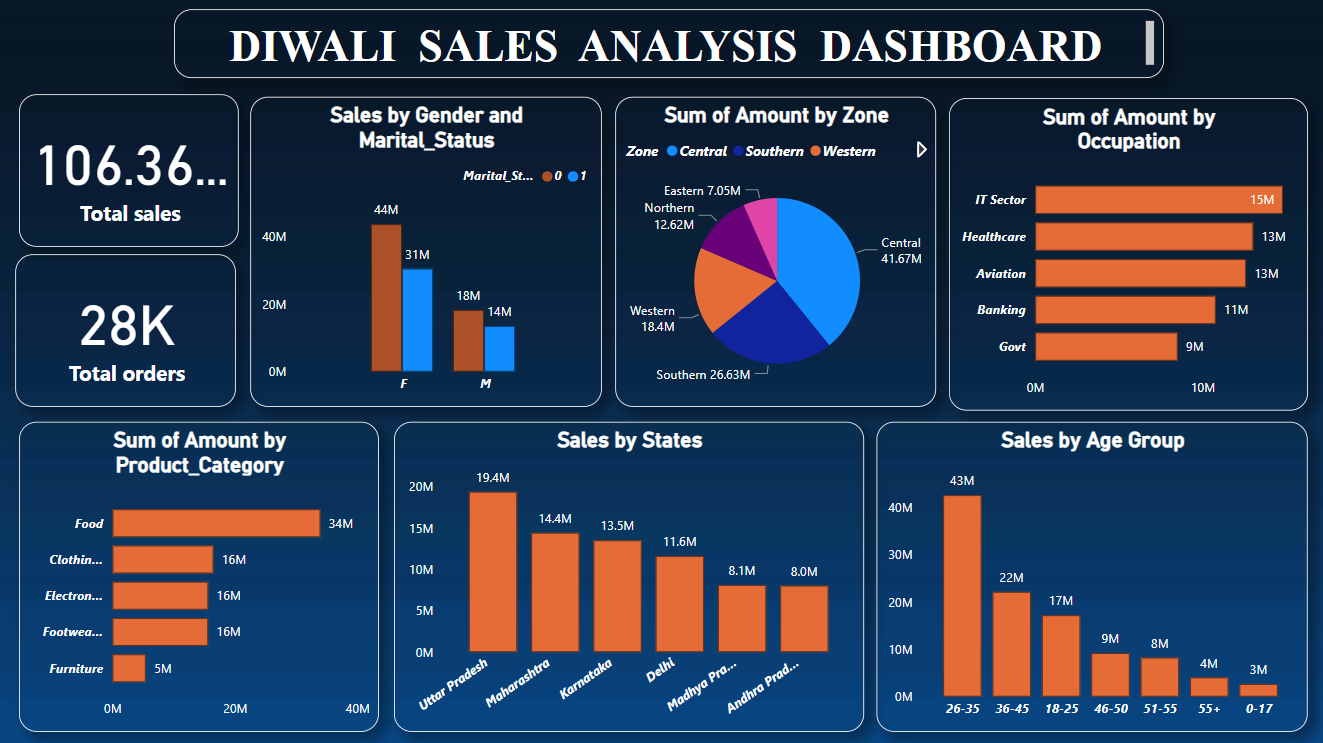 DIWALI SALES ANALYSIS DASHBOARD
106.36...
Total sales
28K
Total orders
Sales by Gender and
Marital_Status
Marital_St... 0 1
44M
31M
18M
14M
40M
20M
0M
F M
Sum of Amount by Zone
Zone Central Southern Western
Eastern 7.05M
Northern
12.62M
Central
41.67M
Western
18.4M
Southern 26.63M
Sum of Amount by
Occupation
IT Sector 15M
Healthcare 13M
Aviation 13M
Banking 11M
Govt 9M
0M 10M
Sum of Amount by
Product_Category
Food 34M
Clothin... 16M
Electron... 16M
Footwea... 16M
Furniture 5M
0M 20M 40M
Sales by States
20M
15M
10M
5M
0M
19.4M
14.4M
13.5M
11.6M
8.1M
8.0M
Uttar Pradesh
Maharashtra
Karnataka
Delhi
Madhya Pra...
Andhra Prad...
Sales by Age Group
40M
30M
20M
10M
0M
43M
22M
17M
9M
8M
4M
3M
26-35 36-45 18-25 46-50 51-55 55+ 0-17